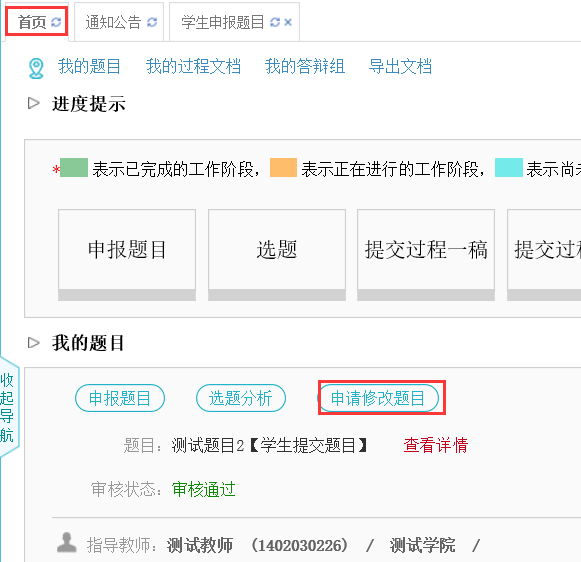 首页 通知公告 学生申报题目 ×
我的题目 我的过程文档 我的答辩组 导出文档
进度提示
*表示已完成的工作阶段， 表示正在进行的工作阶段， 表示尚
申报题目 选题 提交过程一稿 提交过
我的题目
收起导航
申报题目 选题分析 申请修改题目
题目： 测试题目2【学生提交题目】 查看详情
审核状态： 审核通过
指导教师： 测试教师 (1402030226) / 测试学院 /